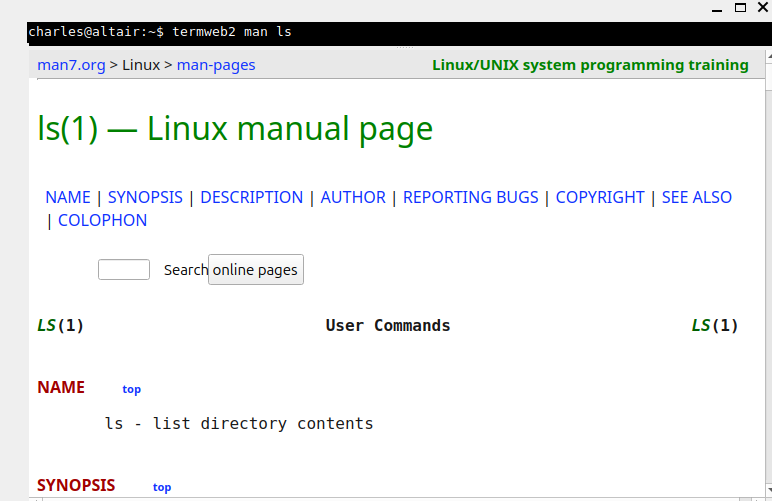 charles@altair:~$ termweb2 man ls
man7.org > Linux > man-pages Linux/UNIX system programming training
ls(1) — Linux manual page
NAME | SYNOPSIS | DESCRIPTION | AUTHOR | REPORTING BUGS | COPYRIGHT | SEE ALSO
| COLOPHON
Search online pages
LS(1) User Commands LS(1)
NAME top
ls - list directory contents
SYNOPSIS top